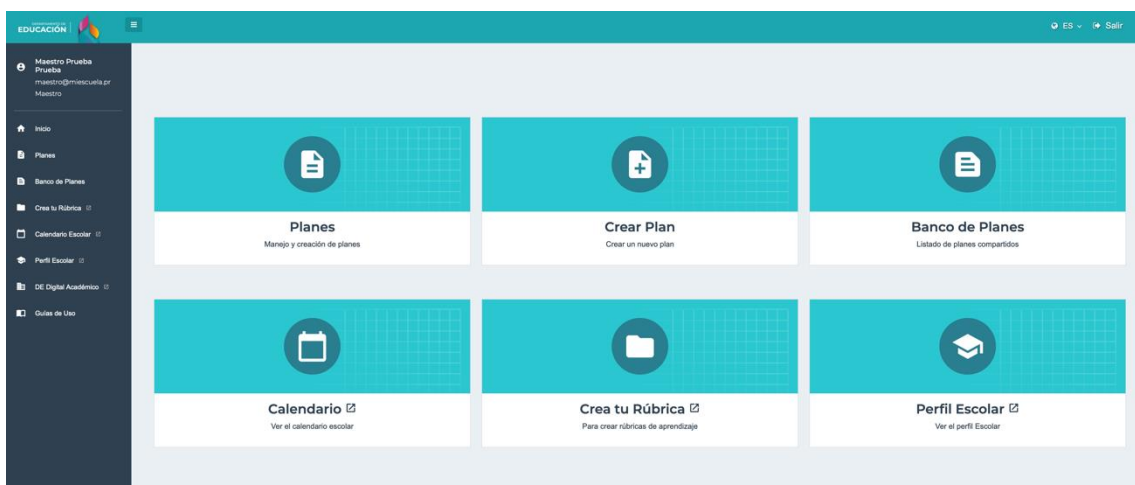 DEPARTAMENTO DE
EDUCACIÓN
ES
Salir
Maestro Prueba
Prueba
maestro@miescuela.pr
Maestro
Inicio
Planes
Banco de Planes
Crea tu Rúbrica
Calendario Escolar
Perfil Escolar
DE Digital Académico
Guías de Uso
Planes
Manejo y creación de planes
Crear Plan
Crear un nuevo plan
Banco de Planes
Listado de planes compartidos
Calendario
Ver el calendario escolar
Crea tu Rúbrica
Para crear rúbricas de aprendizaje
Perfil Escolar
Ver el perfil Escolar